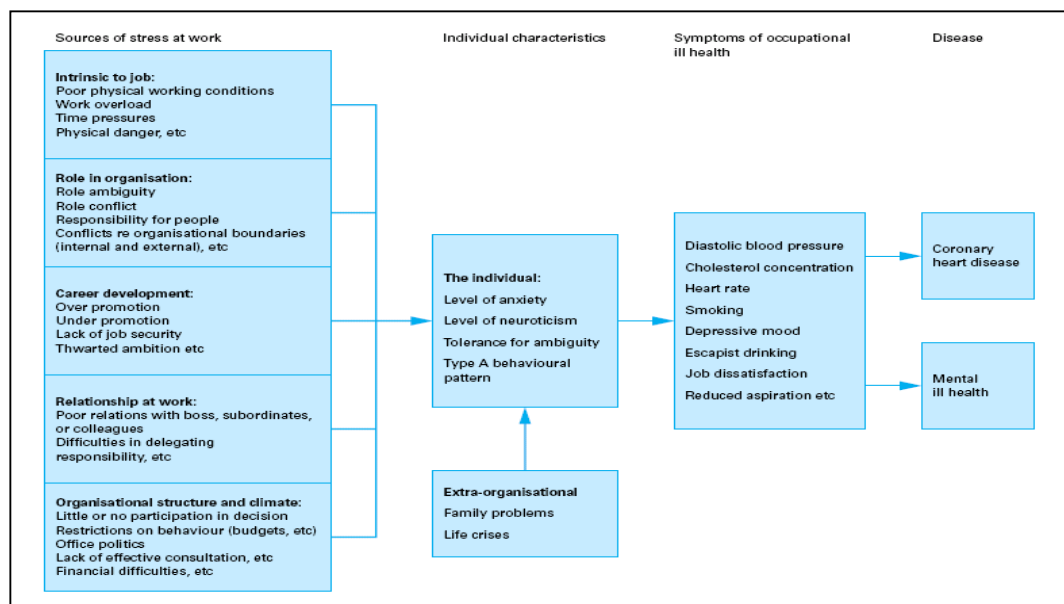 Sources of stress at work
Individual characteristics
Symptoms of occupational
ill health
Disease
Intrinsic to job:
Poor physical working conditions
Work overload
Time pressures
Physical danger, etc
Role in organisation:
Role ambiguity
Role conflict
Responsibility for people
Conflicts re organisational boundaries
(internal and external), etc
Career development:
Over promotion
Under promotion
Lack of job security
Thwarted ambition etc
Relationship at work:
Poor relations with boss, subordinates,
or colleagues
Difficulties in delegating
responsibility, etc
Organisational structure and climate:
Little or no participation in decision
Restrictions on behaviour (budgets, etc)
Office politics
Lack of effective consultation, etc
Financial difficulties, etc
The individual:
Level of anxiety
Level of neuroticism
Tolerance for ambiguity
Type A behavioural
pattern
Extra-organisational
Family problems
Life crises
Diastolic blood pressure
Cholesterol concentration
Heart rate
Smoking
Depressive mood
Escapist drinking
Job dissatisfaction
Reduced aspiration etc
Coronary
heart disease
Mental
ill health